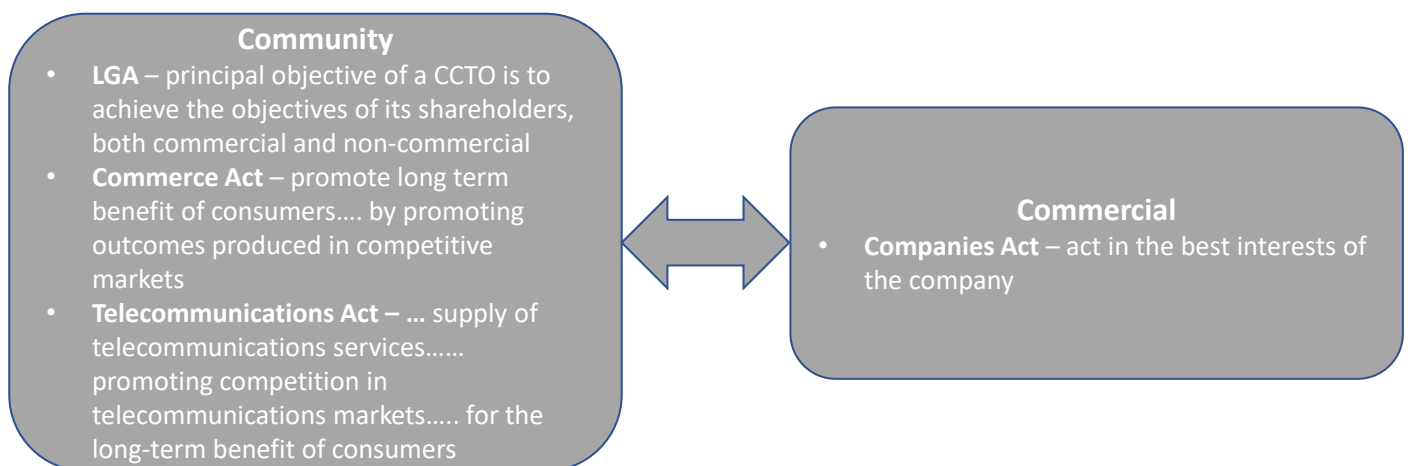 Community
• LGA – principal objective of a CCTO is to
achieve the objectives of its shareholders,
both commercial and non-commercial
• Commerce Act – promote long term
benefit of consumers…. by promoting
outcomes produced in competitive
markets
• Telecommunications Act – … supply of
telecommunications services……
promoting competition in
telecommunications markets….. for the
long-term benefit of consumers
Commercial
• Companies Act – act in the best interests of
the company